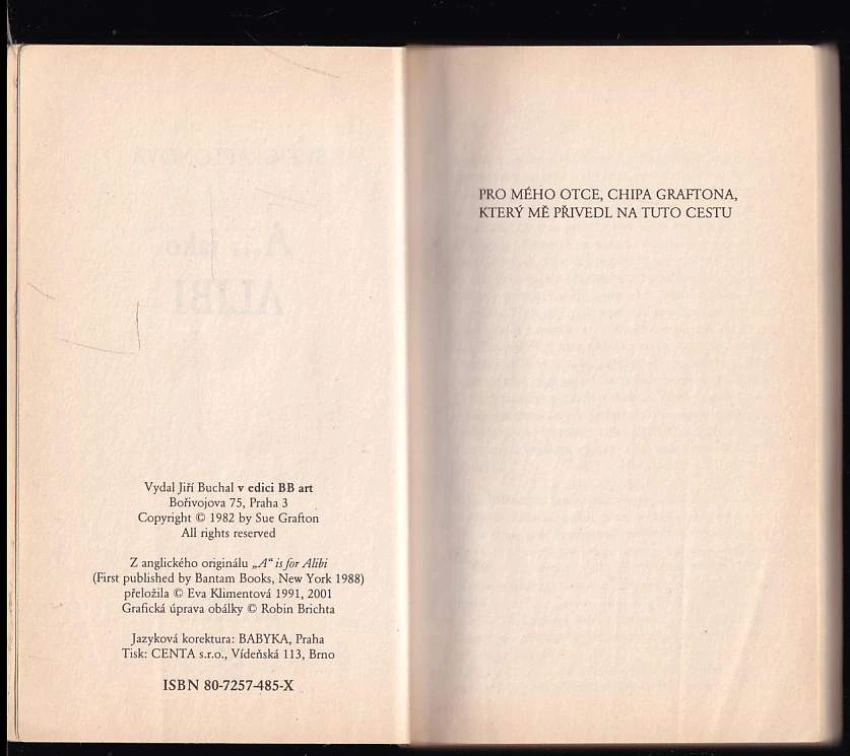 Vydal Jiří Buchal v edici BB art
Bořivojova 75, Praha 3
Copyright © 1982 by Sue Grafton
All rights reserved
Z anglického originálu „A“ is for Alibi
(First published by Bantam Books, New York 1988)
přeložila © Eva Klimentová 1991, 2001
Grafická úprava obálky © Robin Brichta
Jazyková korektura: BABYKA, Praha
Tisk: CENTA s.r.o., Vídeňská 113, Brno
ISBN 80-7257-485-X
PRO MÉHO OTCE, CHIPA GRAFTONA,
KTERÝ MĚ PŘIVEDL NA TUTO CESTU